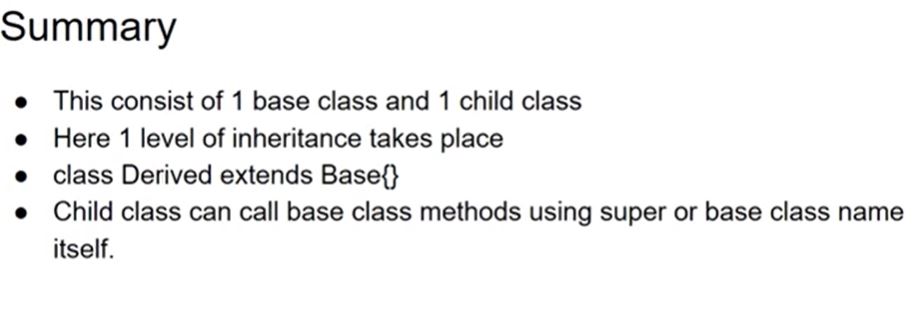 Summary
● This consist of 1 base class and 1 child class
● Here 1 level of inheritance takes place
● class Derived extends Base{}
● Child class can call base class methods using super or base class name
itself.